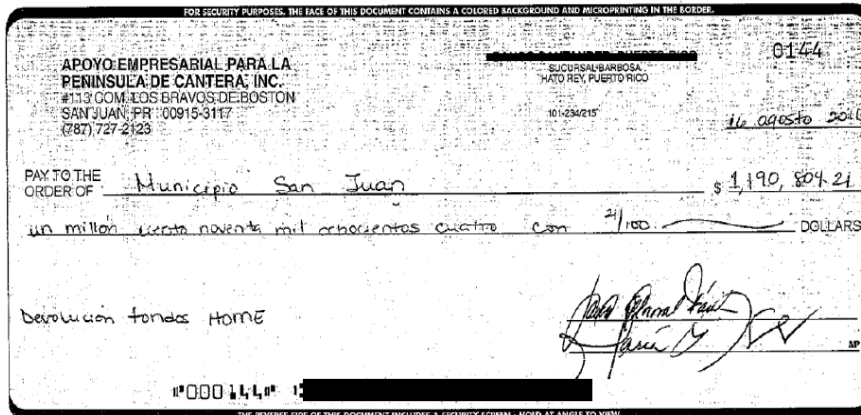 FOR SECURITY PURPOSES, THE FACE OF THIS DOCUMENT CONTAINS A COLORED BACKGROUND AND MICROPRINTING IN THE BORDER.
0144
APOYO EMPRESARIAL PARA LA
PENINSULA DE CANTERA, INC.
#113 COM. LOS BRAVOS DE BOSTON
SAN JUAN, PR 00915-3117
(787) 727-2123
SUCURSAL BARBOSA
HATO REY, PUERTO RICO
101-234/215
16 agosto
PAY TO THE
ORDER OF Municipio San Juan $ 1,190,804.21
un millón ciento noventa mil ochocientos cuatro con 21/100 DOLLARS
Devolución fondos HOME
AP
THE REVERSE SIDE OF THIS DOCUMENT INCLUDES A SECURITY SCREEN - HOLD AT ANGLE TO VIEW